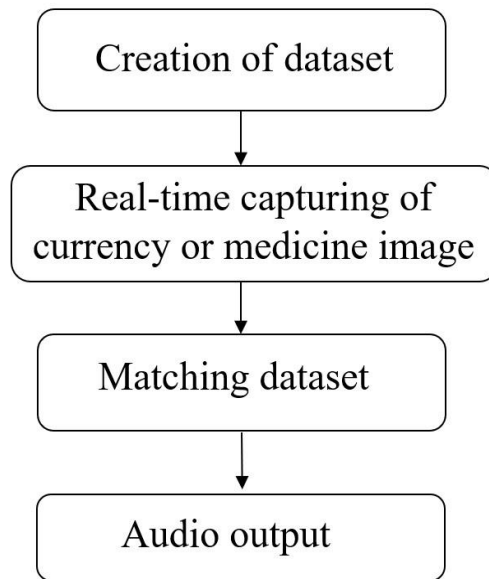 Creation of dataset
Real-time capturing of
currency or medicine image
Matching dataset
Audio output